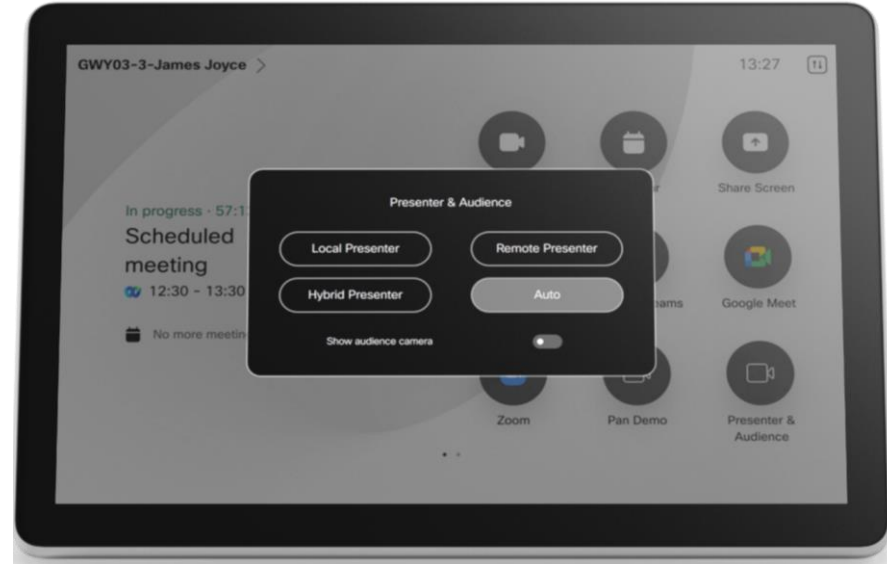 GWY03-3-James Joyce
13:27
Share Screen
Presenter & Audience
In progress · 57:1
Scheduled
meeting
Local Presenter
Remote Presenter
12:30 - 13:30
Hybrid Presenter
Auto
Google Meet
No more
Show audience camera
Zoom
Pan Demo
Presenter &
Audience